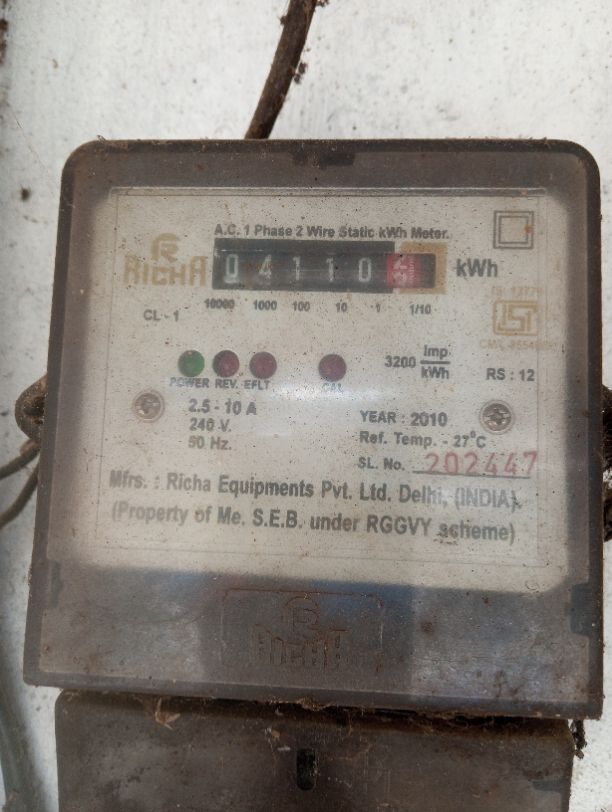 A.C. 1 Phase 2 Wire Static kWh Meter.
RICHA
04110 kWh
10000 1000 100 10 1 1/10
CL - 1
ISI
3200 Imp/kWh
RS : 12
POWER REV. EFLT CAL
2.5 - 10 A
240 V.
50 Hz.
YEAR : 2010
Ref. Temp. - 27°C
SL. No. 202447
Mfrs. : Richa Equipments Pvt. Ltd. Delhi, (INDIA).
(Property of Me. S.E.B. under RGGVY scheme)
RICHA